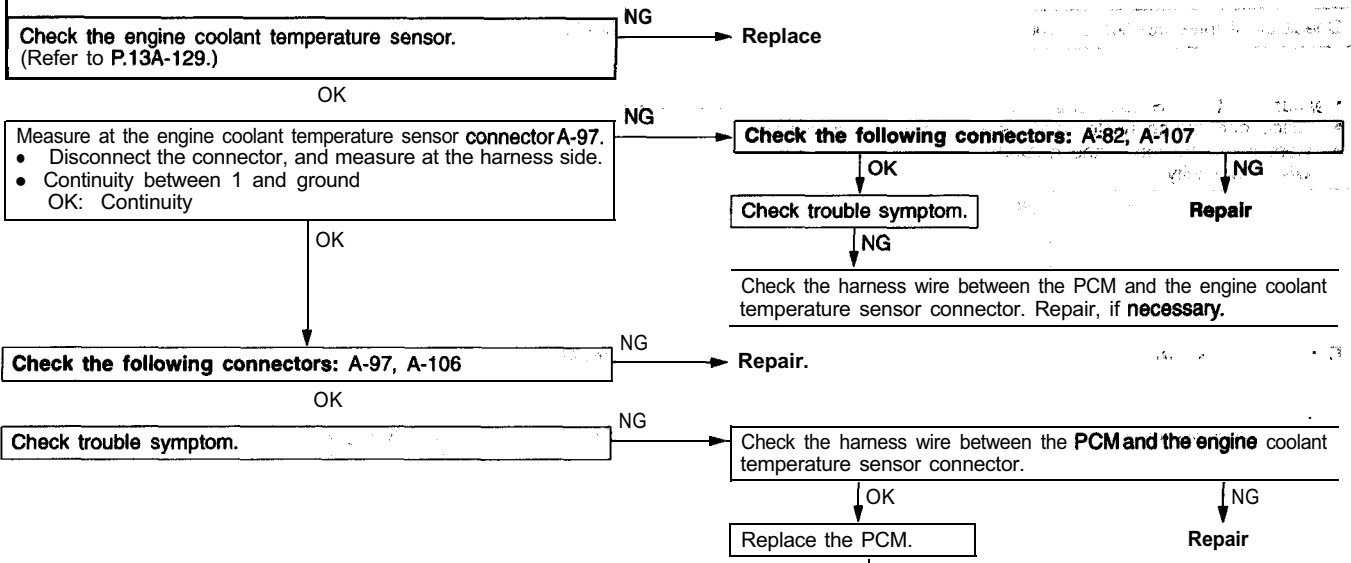 NG
Check the engine coolant temperature sensor.
(Refer to P.13A-129.)
Replace
OK
NG
Measure at the engine coolant temperature sensor connector A-97.
• Disconnect the connector, and measure at the harness side.
• Continuity between 1 and ground
OK: Continuity
Check the following connectors: A-82, A-107
OK
NG
Check trouble symptom.
Repair
OK
NG
Check the harness wire between the PCM and the engine coolant
temperature sensor connector. Repair, if necessary.
NG
Check the following connectors: A-97, A-106
Repair.
OK
NG
Check trouble symptom.
Check the harness wire between the PCM and the engine coolant
temperature sensor connector.
OK
NG
Replace the PCM.
Repair